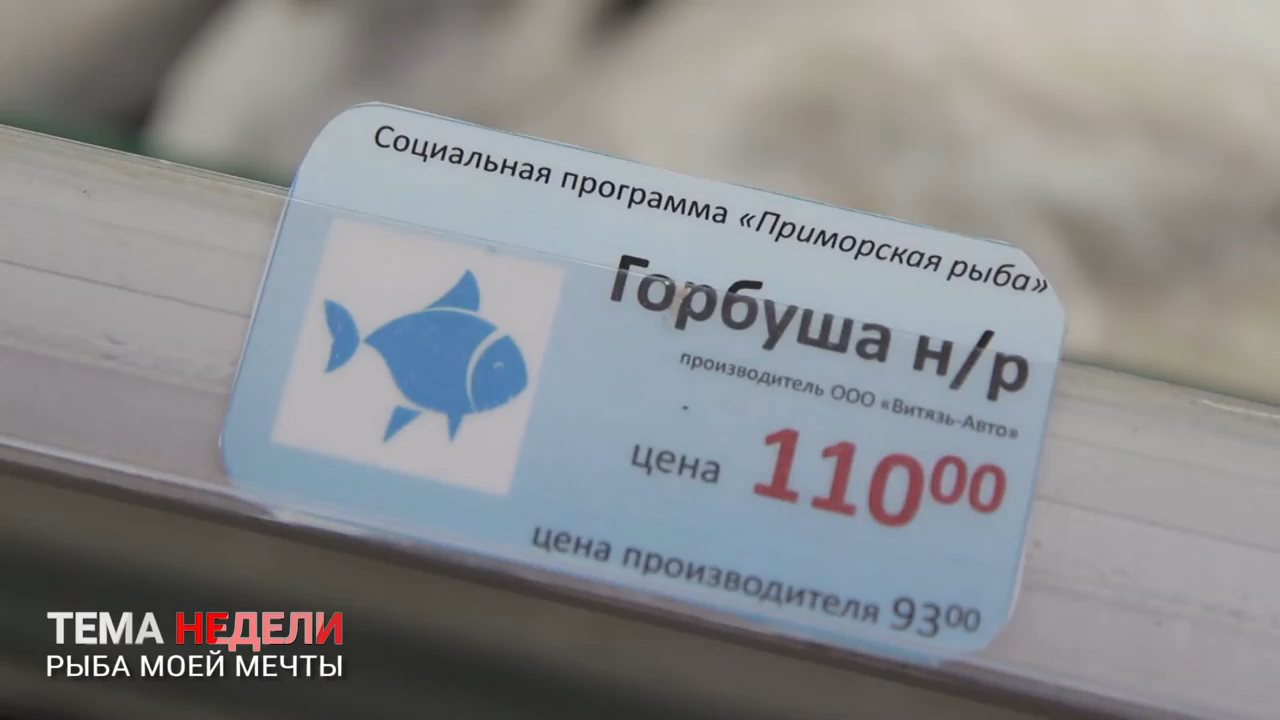 Социальная программа «Приморская рыба»
Горбуша н/р
производитель ООО «Витязь-Авто»
цена 110⁰⁰
цена производителя 93⁰⁰
ТЕМА НЕДЕЛИ
РЫБА МОЕЙ МЕЧТЫ